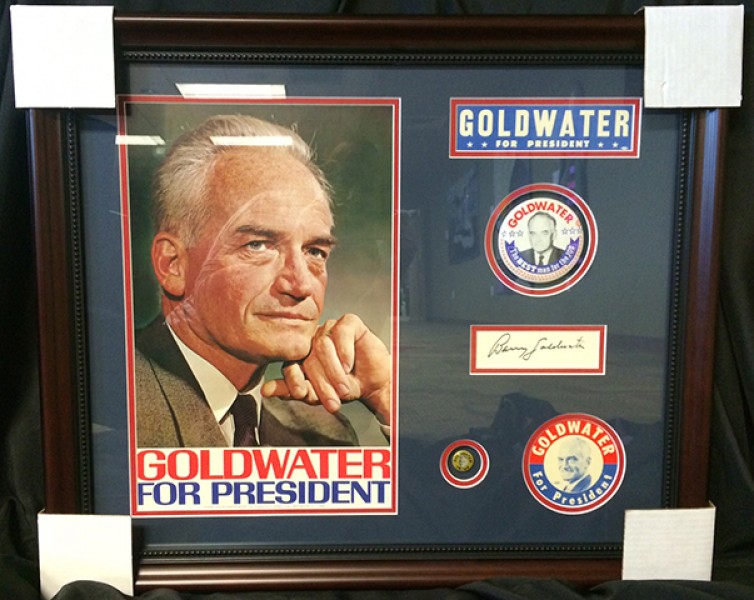 GOLDWATER
FOR PRESIDENT
GOLDWATER
FOR PRESIDENT
GOLDWATER
The BEST man for the JOB
Barry Goldwater
GOLDWATER
For President